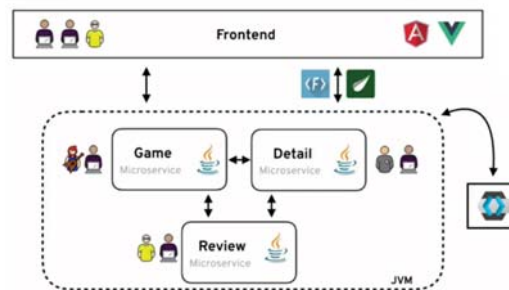 Frontend
<F>
Game
Microservice
Detail
Microservice
Review
Microservice
JVM